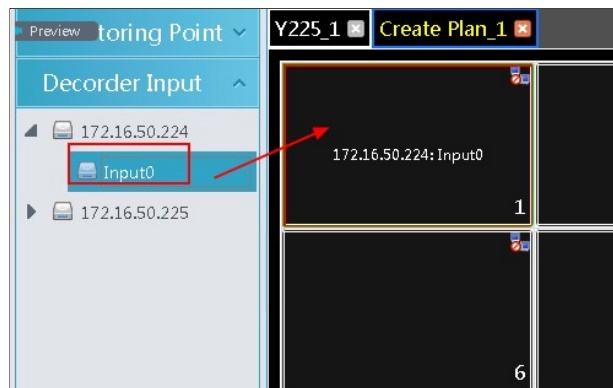 Preview toring Point
Decorder Input
172.16.50.224
Input0
172.16.50.225
Y225_1 Create Plan_1
172.16.50.224: Input0
1
6